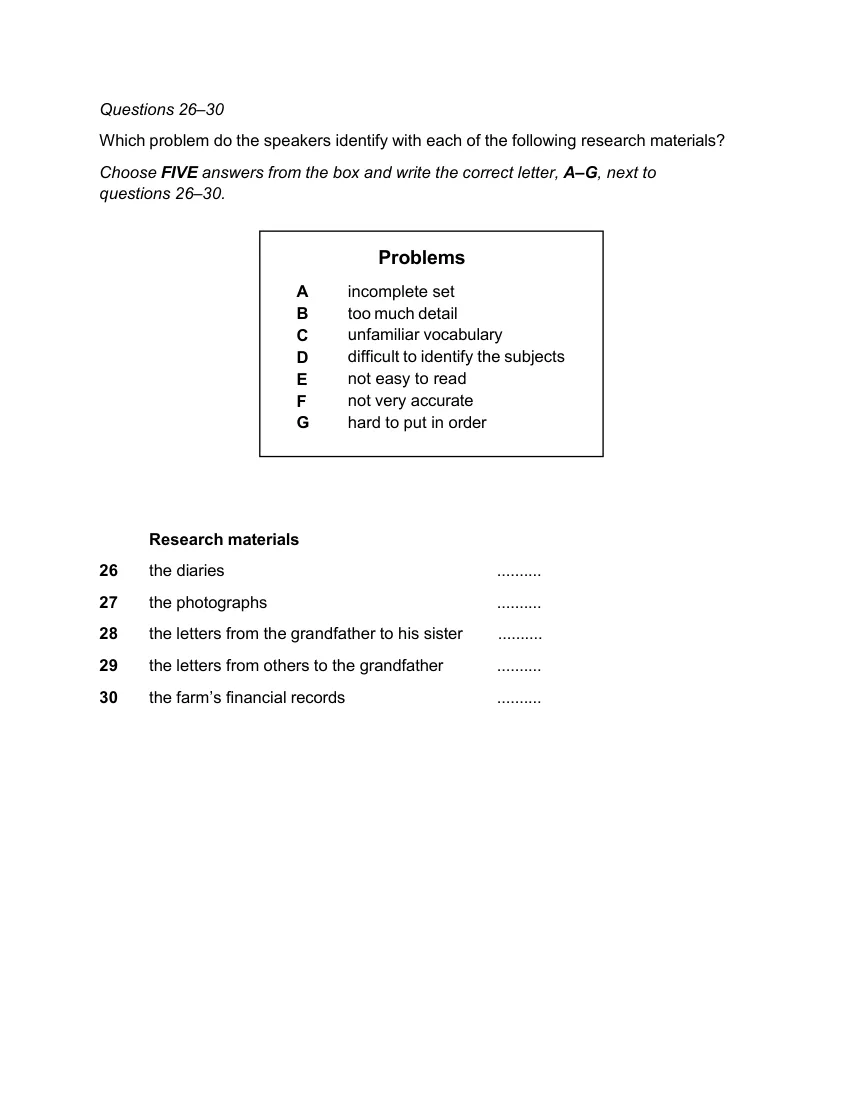 Questions 26–30
Which problem do the speakers identify with each of the following research materials?
Choose FIVE answers from the box and write the correct letter, A–G, next to
questions 26–30.
Problems
A incomplete set
B too much detail
C unfamiliar vocabulary
D difficult to identify the subjects
E not easy to read
F not very accurate
G hard to put in order
Research materials
26 the diaries ..........
27 the photographs ..........
28 the letters from the grandfather to his sister ..........
29 the letters from others to the grandfather ..........
30 the farm’s financial records ..........